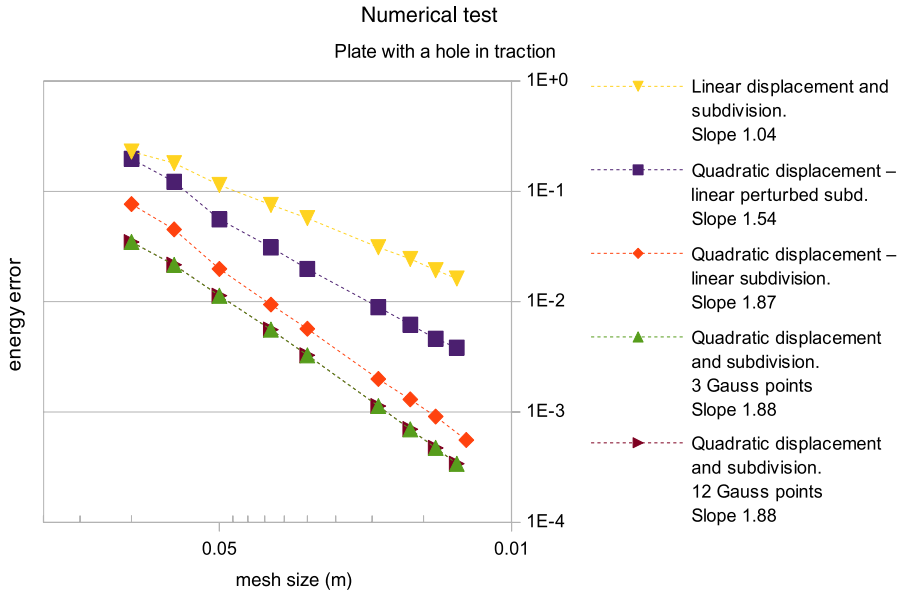 Numerical test
Plate with a hole in traction
1E+0
1E-1
1E-2
1E-3
1E-4
energy error
0.05
0.01
mesh size (m)
Linear displacement and
subdivision.
Slope 1.04
Quadratic displacement –
linear perturbed subd.
Slope 1.54
Quadratic displacement –
linear subdivision.
Slope 1.87
Quadratic displacement
and subdivision.
3 Gauss points
Slope 1.88
Quadratic displacement
and subdivision.
12 Gauss points
Slope 1.88